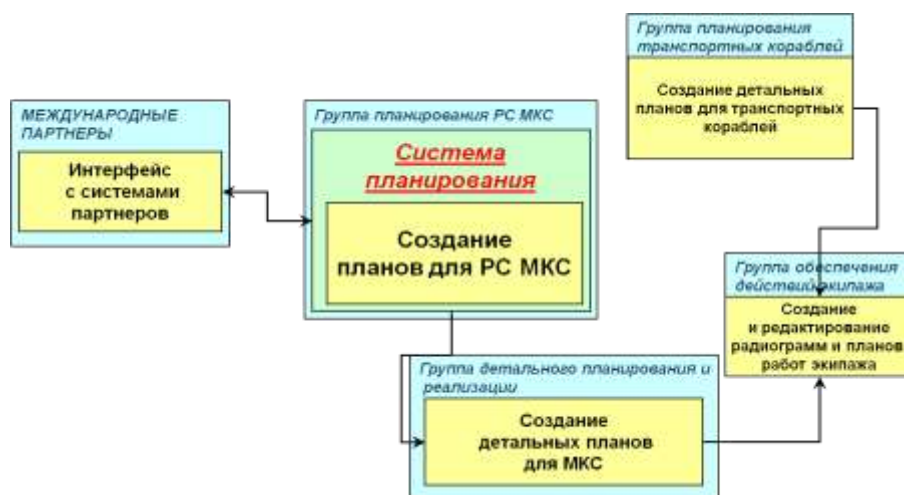 МЕЖДУНАРОДНЫЕ
ПАРТНЕРЫ
Интерфейс
с системами
партнеров
Группа планирования РС МКС
Система
планирования
Создание
планов для РС МКС
Группа планирования
транспортных кораблей
Создание детальных
планов для транспортных
кораблей
Группа обеспечения
действий экипажа
Создание
и редактирование
радиограмм и планов
работ экипажа
Группа детального планирования и
реализации
Создание
детальных планов
для МКС